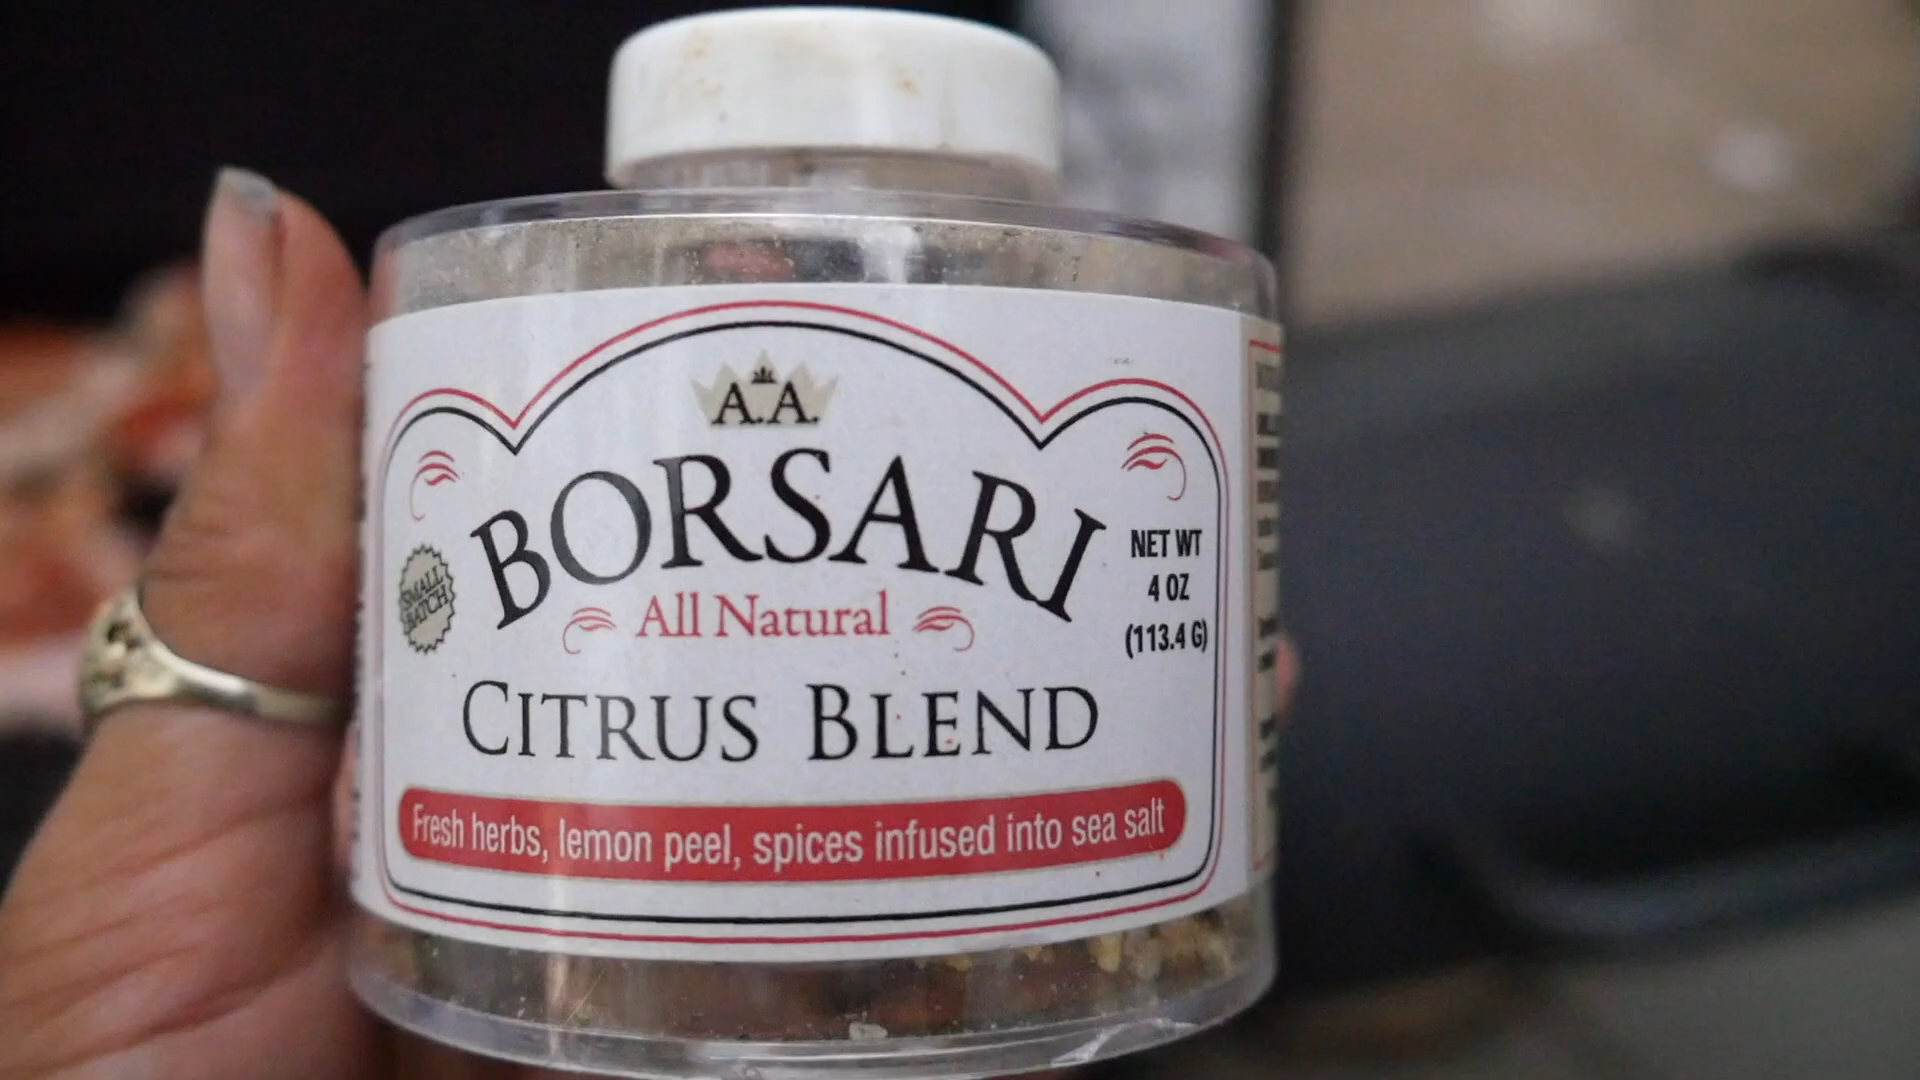 A.A.
BORSARI
All Natural
SMALL
BATCH
NET WT
4 OZ
(113.4 G)
CITRUS BLEND
Fresh herbs, lemon peel, spices infused into sea salt